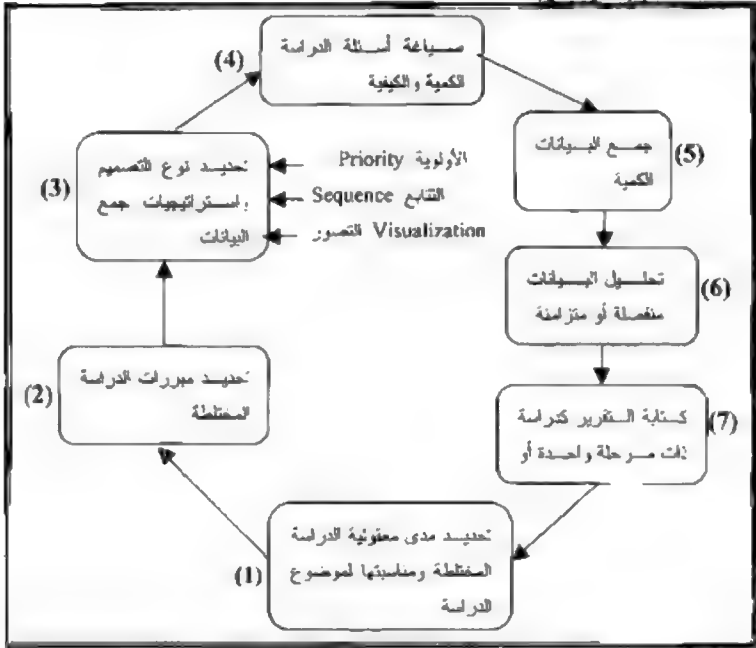 (4)
صياغة أسئلة الدراسة
الكمية والكيفية
(3)
تحديد نوع التصميم
واستراتيجيات جمع
البيانات
الأولوية Priority
التتابع Sequence
التصور Visualization
(5)
جمع البيانات
الكمية
(6)
تحليل البيانات
منفصلة أو متزامنة
(2)
تحديد مبررات الدراسة
المختلطة
(7)
كتابة التقرير كدراسة
ذات مرحلة واحدة أو
(1)
تحديد مدى معقولية الدراسة
المختلطة ومناسبتها لموضوع
الدراسة